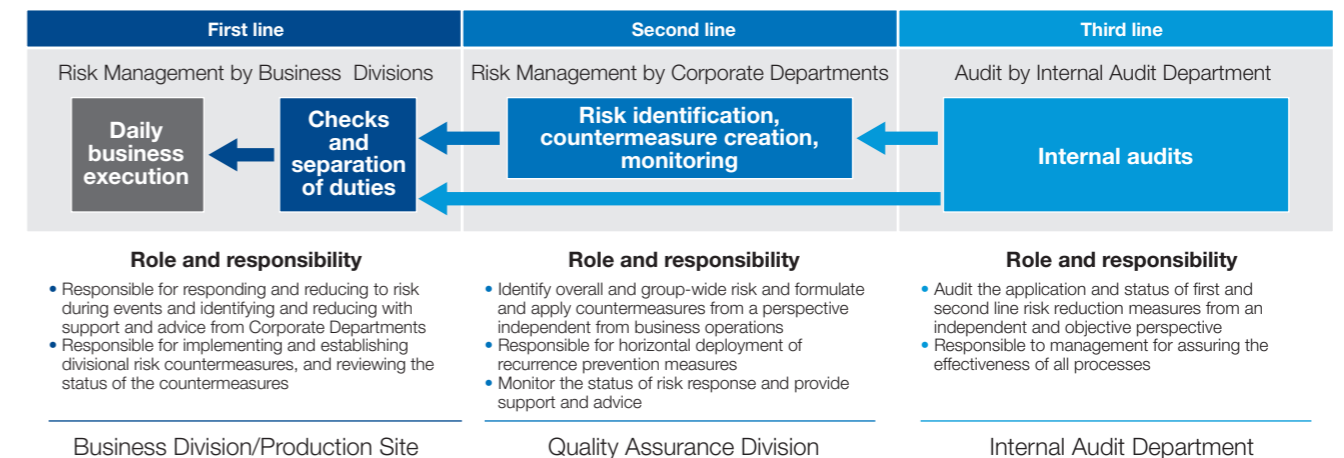 First line
Second line
Third line
Risk Management by Business Divisions
Risk Management by Corporate Departments
Audit by Internal Audit Department
Daily
business
execution
Checks
and
separation
of duties
Risk identification,
countermeasure creation,
monitoring
Internal audits
Role and responsibility
• Responsible for responding and reducing to risk
during events and identifying and reducing with
support and advice from Corporate Departments
• Responsible for implementing and establishing
divisional risk countermeasures, and reviewing the
status of the countermeasures
Business Division/Production Site
Role and responsibility
• Identify overall and group-wide risk and formulate
and apply countermeasures from a perspective
independent from business operations
• Responsible for horizontal deployment of
recurrence prevention measures
• Monitor the status of risk response and provide
support and advice
Quality Assurance Division
Role and responsibility
• Audit the application and status of first and
second line risk reduction measures from an
independent and objective perspective
• Responsible to management for assuring the
effectiveness of all processes
Internal Audit Department